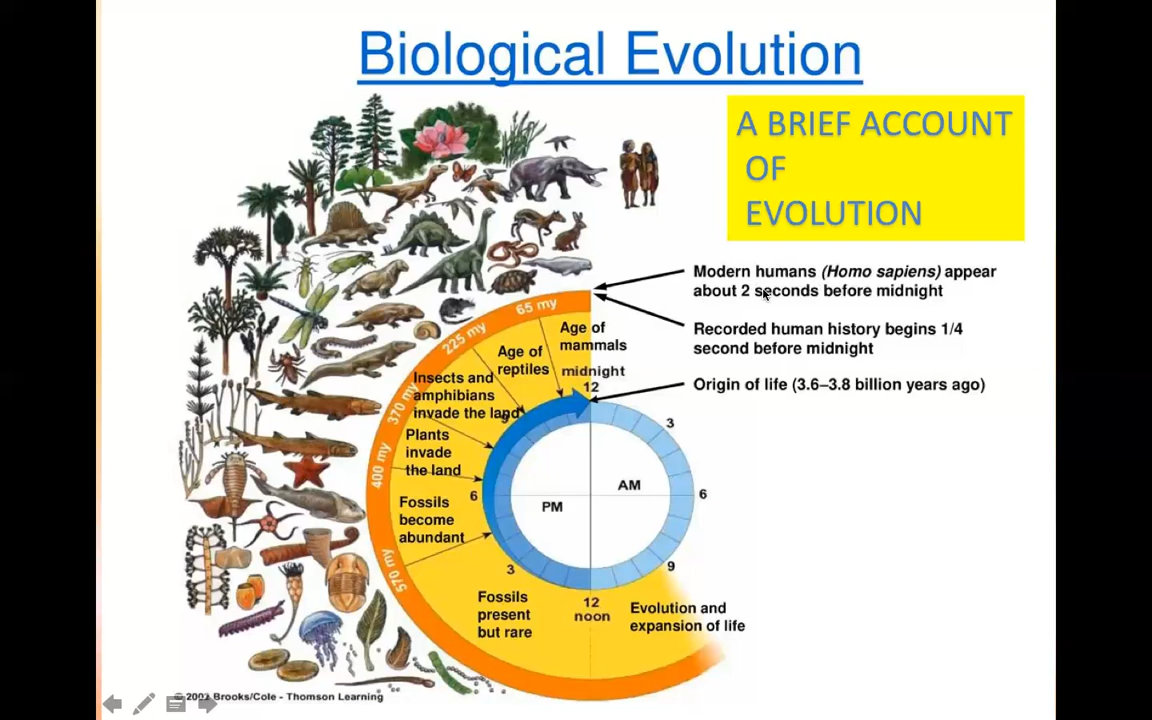 Biological Evolution
A BRIEF ACCOUNT
OF
EVOLUTION
Modern humans (Homo sapiens) appear
about 2 seconds before midnight
Recorded human history begins 1/4
second before midnight
Origin of life (3.6–3.8 billion years ago)
65 my
225 my
370 my
400 my
570 my
Age of
mammals
Age of
reptiles
Insects and
amphibians
invade the land
Plants
invade
the land
Fossils
become
abundant
Fossils
present
but rare
Evolution and
expansion of life
midnight
12
3
6
9
12
noon
3
6
AM
PM
© 2002 Brooks/Cole - Thomson Learning